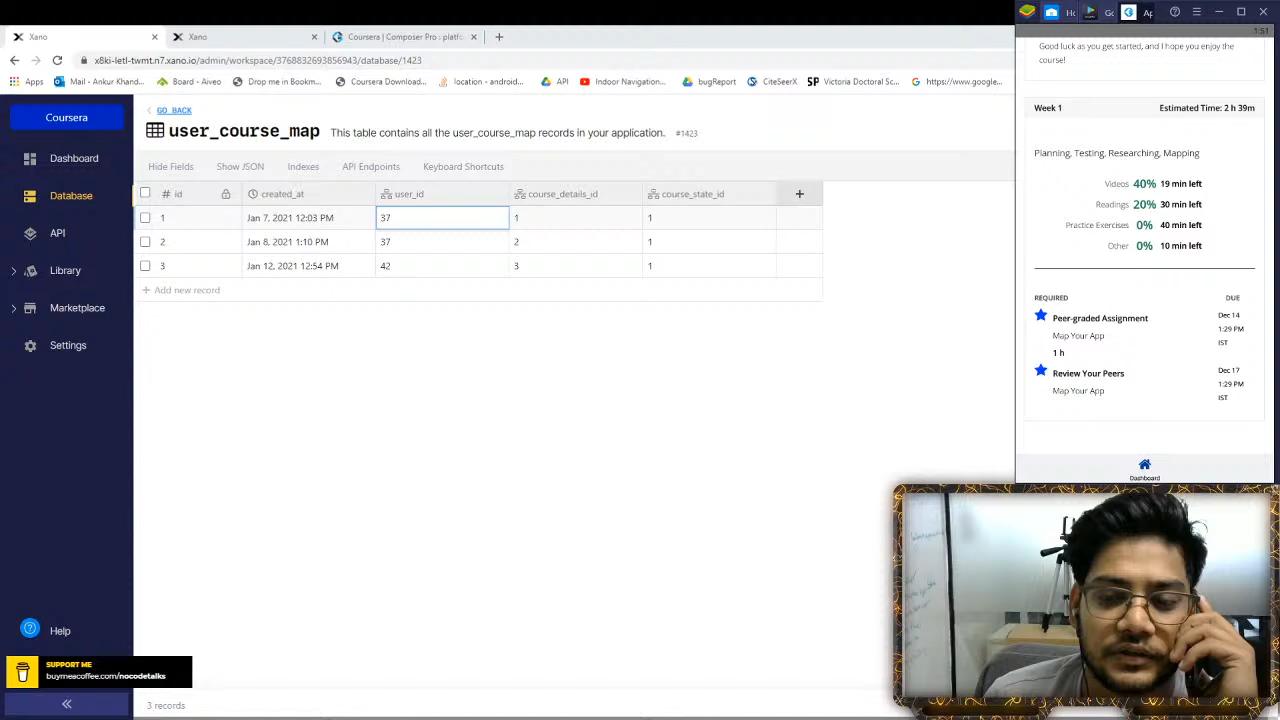 Xano
Xano
Coursera | Composer Pro : platf
x8ki-letl-twmt.n7.xano.io/admin/workspace/3768832693856943/database/1423
Apps
Mail - Ankur Khand...
Board - Aiveo
Drop me in Bookm...
Coursera Download...
location - android...
API
Indoor Navigation...
bugReport
CiteSeerX
SP Victoria Doctoral S...
https://www.google...
Coursera
Dashboard
Database
API
Library
Marketplace
Settings
Help
SUPPORT ME
buymeacoffee.com/nocodetalks
GO BACK
user_course_map This table contains all the user_course_map records in your application. #1423
Hide Fields Show JSON Indexes API Endpoints Keyboard Shortcuts
# id created_at user_id course_details_id course_state_id
1 Jan 7, 2021 12:03 PM 37 1 1
2 Jan 8, 2021 1:10 PM 37 2 1
3 Jan 12, 2021 12:54 PM 42 3 1
+ Add new record
3 records
1:51
Good luck as you get started, and I hope you enjoy the
course!
Week 1 Estimated Time: 2 h 39m
Planning, Testing, Researching, Mapping
Videos 40% 19 min left
Readings 20% 30 min left
Practice Exercises 0% 40 min left
Other 0% 10 min left
REQUIRED DUE
Peer-graded Assignment
Map Your App
1 h
Dec 14
1:29 PM
IST
Review Your Peers
Map Your App
Dec 17
1:29 PM
IST
Dashboard